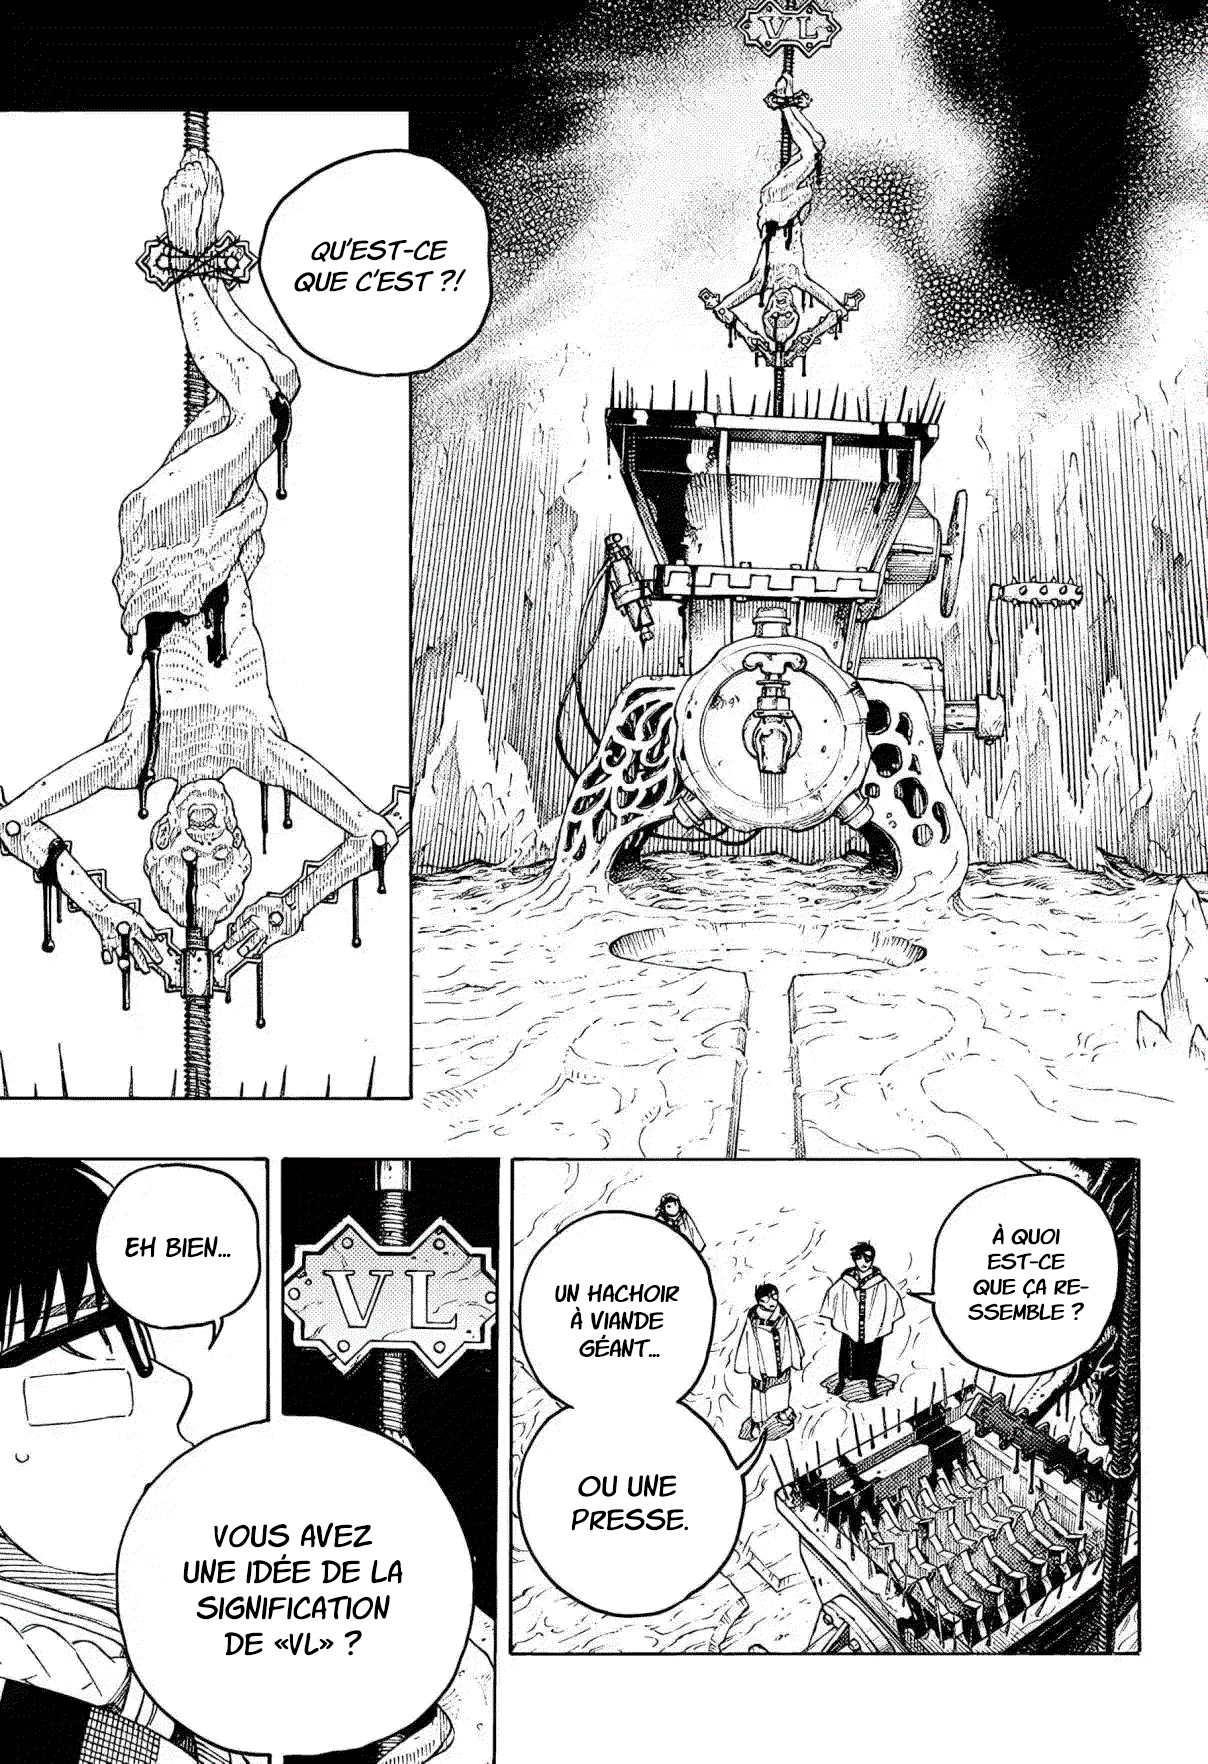 VL
QU'EST-CE
QUE C'EST ?!
À QUOI
EST-CE
QUE ÇA RE-
SSEMBLE ?
UN HACHOIR
À VIANDE
GÉANT...
OU UNE
PRESSE.
VL
EH BIEN...
VOUS AVEZ
UNE IDÉE DE LA
SIGNIFICATION
DE «VL» ?